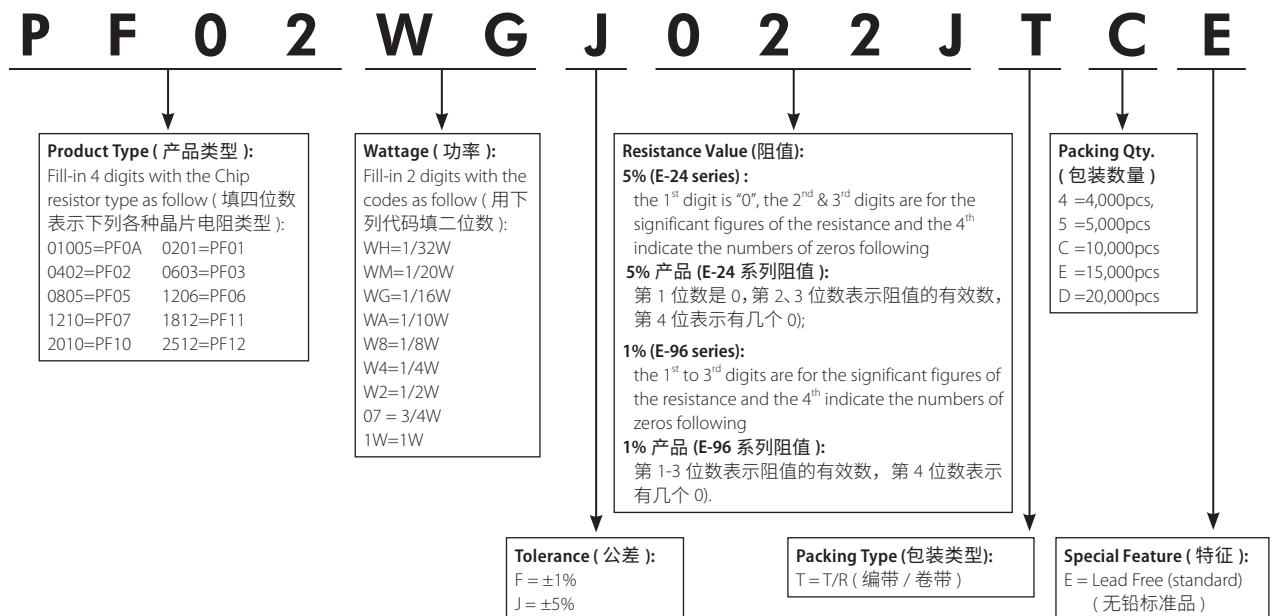 P F 0 2 W G J 0 2 2 J T C E
Product Type ( 产品类型 ):
Fill-in 4 digits with the Chip
resistor type as follow ( 填四位数
表示下列各种晶片电阻类型 ):
01005=PF0A 0201=PF01
0402=PF02 0603=PF03
0805=PF05 1206=PF06
1210=PF07 1812=PF11
2010=PF10 2512=PF12
Wattage ( 功率 ):
Fill-in 2 digits with the
codes as follow ( 用下
列代码填二位数 ):
WH=1/32W
WM=1/20W
WG=1/16W
WA=1/10W
W8=1/8W
W4=1/4W
W2=1/2W
07 = 3/4W
1W=1W
Resistance Value (阻值):
5% (E-24 series) :
the 1st digit is “0”, the 2nd & 3rd digits are for the
significant figures of the resistance and the 4th
indicate the numbers of zeros following
5% 产品 (E-24 系列阻值 ):
第 1 位数是 0, 第 2、3 位数表示阻值的有效数，
第 4 位表示有几个 0);
1% (E-96 series):
the 1st to 3rd digits are for the significant figures of
the resistance and the 4th indicate the numbers of
zeros following
1% 产品 (E-96 系列阻值 ):
第 1-3 位数表示阻值的有效数，第 4 位数表示
有几个 0).
Packing Qty.
( 包装数量 )
4 =4,000pcs,
5 =5,000pcs
C =10,000pcs
E =15,000pcs
D =20,000pcs
Tolerance ( 公差 ):
F = ±1%
J = ±5%
Packing Type (包装类型):
T = T/R ( 编带 / 卷带 )
Special Feature ( 特征 ):
E = Lead Free (standard)
( 无铅标准品 )